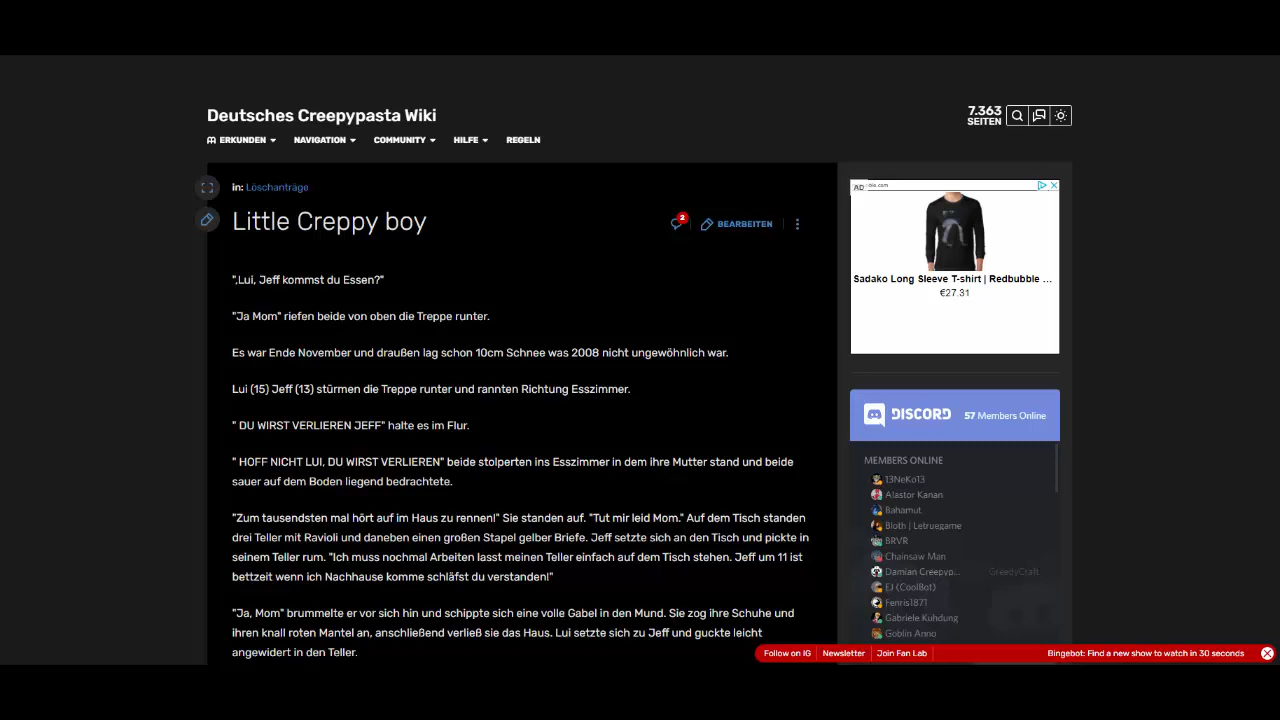 Deutsches Creepypasta Wiki
7.363
SEITEN
ERKUNDEN
NAVIGATION
COMMUNITY
HILFE
REGELN
in: Löschanträge
Little Creppy boy
2
BEARBEITEN
",Lui, Jeff kommst du Essen?"
"Ja Mom" riefen beide von oben die Treppe runter.
Es war Ende November und draußen lag schon 10cm Schnee was 2008 nicht ungewöhnlich war.
Lui (15) Jeff (13) stürmen die Treppe runter und rannten Richtung Esszimmer.
" DU WIRST VERLIEREN JEFF" halte es im Flur.
" HOFF NICHT LUI, DU WIRST VERLIEREN" beide stolperten ins Esszimmer in dem ihre Mutter stand und beide
sauer auf dem Boden liegend bedrachtete.
"Zum tausendsten mal hört auf im Haus zu rennen!" Sie standen auf. "Tut mir leid Mom." Auf dem Tisch standen
drei Teller mit Ravioli und daneben einen großen Stapel gelber Briefe. Jeff setzte sich an den Tisch und pickte in
seinem Teller rum. "Ich muss nochmal Arbeiten lasst meinen Teller einfach auf dem Tisch stehen. Jeff um 11 ist
bettzeit wenn ich Nachhause komme schläfst du verstanden!"
"Ja, Mom" brummelte er vor sich hin und schippte sich eine volle Gabel in den Mund. Sie zog ihre Schuhe und
ihren knall roten Mantel an, anschließend verließ sie das Haus. Lui setzte sich zu Jeff und guckte leicht
angewidert in den Teller.
AD
Sadako Long Sleeve T-shirt | Redbubble ...
€27.31
DISCORD
57 Members Online
MEMBERS ONLINE
13NeKo13
Alastor Kanan
Bahamut
Bloth | Letruegame
BRVR
Chainsaw Man
Damian Creepyp...
GreedyCraft
EJ (CoolBot)
Fenris1871
Gabriele Kuhdung
Goblin Anno
Follow on IG
Newsletter
Join Fan Lab
Bingebot: Find a new show to watch in 30 seconds